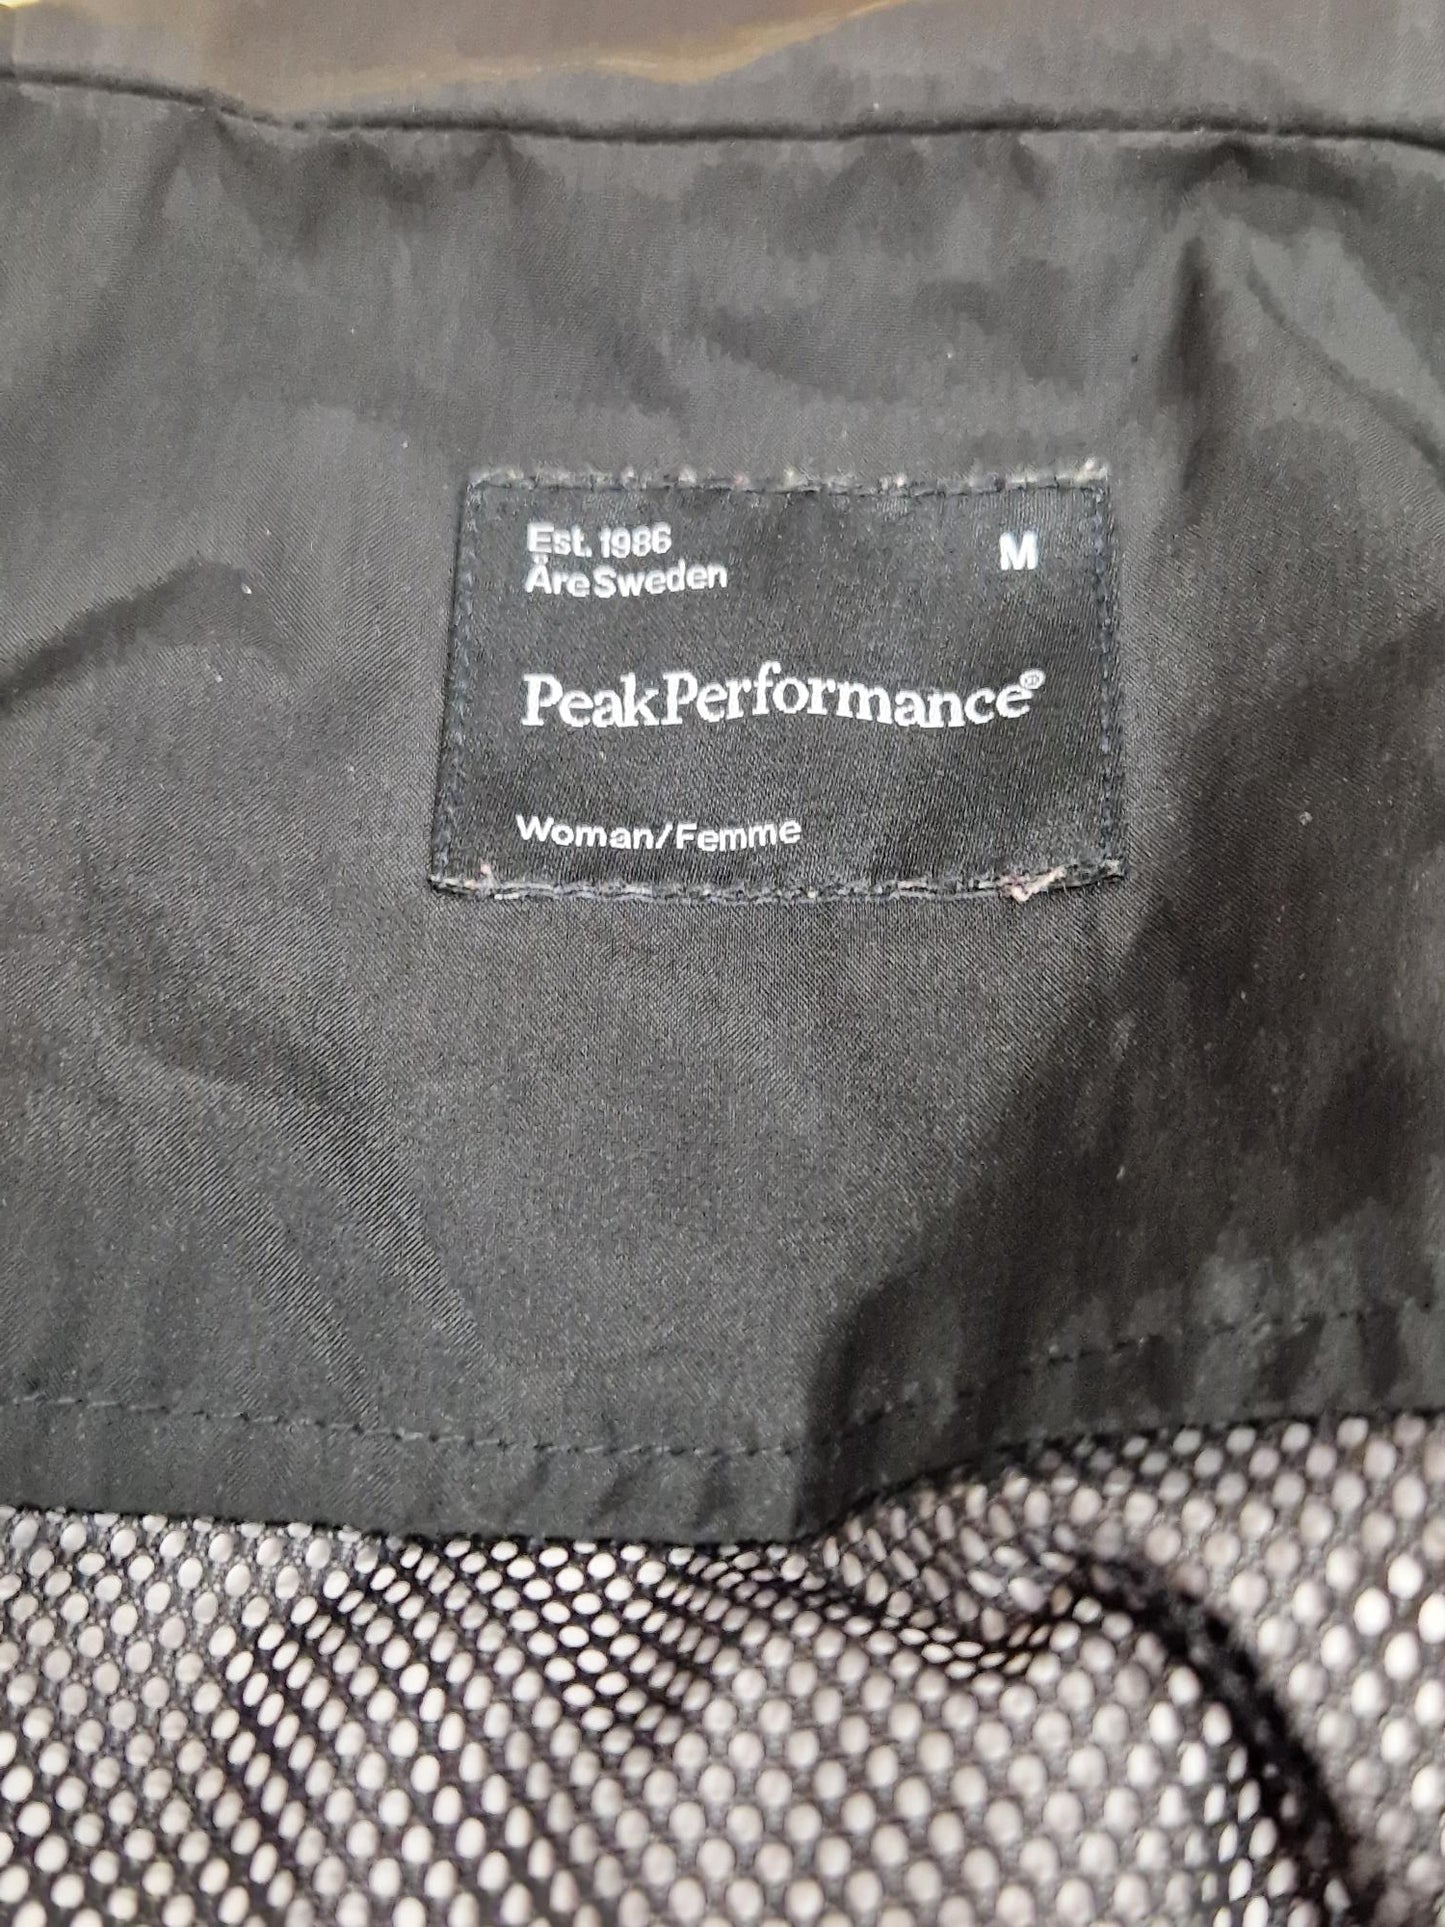 Est. 1986
Åre Sweden
M
PeakPerformance®
Woman/Femme